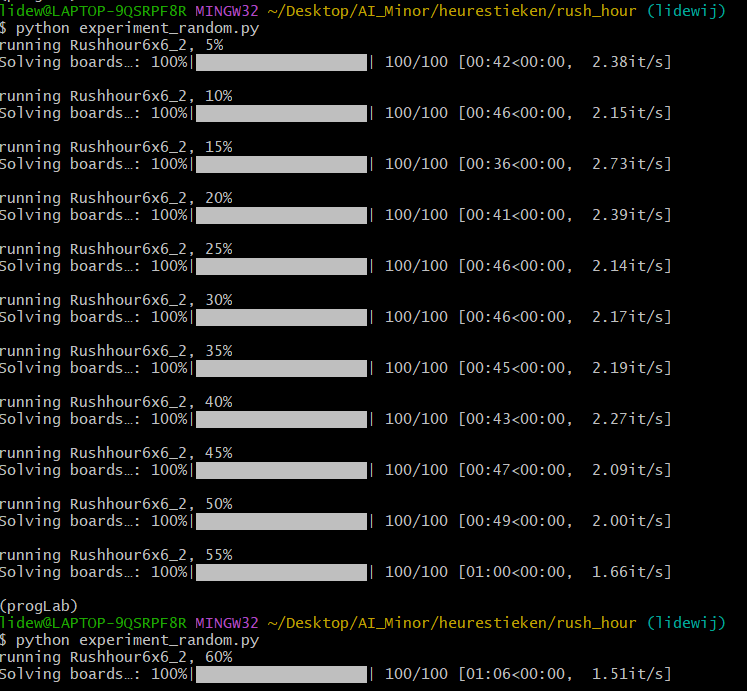 lidew@LAPTOP-9QSRPF8R MINGW32 ~/Desktop/AI_Minor/heurestieken/rush_hour (lidewij)
$ python experiment_random.py
running Rushhour6x6_2, 5%
Solving boards…: 100%|██████████| 100/100 [00:42<00:00,  2.38it/s]
running Rushhour6x6_2, 10%
Solving boards…: 100%|██████████| 100/100 [00:46<00:00,  2.15it/s]
running Rushhour6x6_2, 15%
Solving boards…: 100%|██████████| 100/100 [00:36<00:00,  2.73it/s]
running Rushhour6x6_2, 20%
Solving boards…: 100%|██████████| 100/100 [00:41<00:00,  2.39it/s]
running Rushhour6x6_2, 25%
Solving boards…: 100%|██████████| 100/100 [00:46<00:00,  2.14it/s]
running Rushhour6x6_2, 30%
Solving boards…: 100%|██████████| 100/100 [00:46<00:00,  2.17it/s]
running Rushhour6x6_2, 35%
Solving boards…: 100%|██████████| 100/100 [00:45<00:00,  2.19it/s]
running Rushhour6x6_2, 40%
Solving boards…: 100%|██████████| 100/100 [00:43<00:00,  2.27it/s]
running Rushhour6x6_2, 45%
Solving boards…: 100%|██████████| 100/100 [00:47<00:00,  2.09it/s]
running Rushhour6x6_2, 50%
Solving boards…: 100%|██████████| 100/100 [00:49<00:00,  2.00it/s]
running Rushhour6x6_2, 55%
Solving boards…: 100%|██████████| 100/100 [01:00<00:00,  1.66it/s]
(progLab)
lidew@LAPTOP-9QSRPF8R MINGW32 ~/Desktop/AI_Minor/heurestieken/rush_hour (lidewij)
$ python experiment_random.py
running Rushhour6x6_2, 60%
Solving boards…: 100%|██████████| 100/100 [01:06<00:00,  1.51it/s]